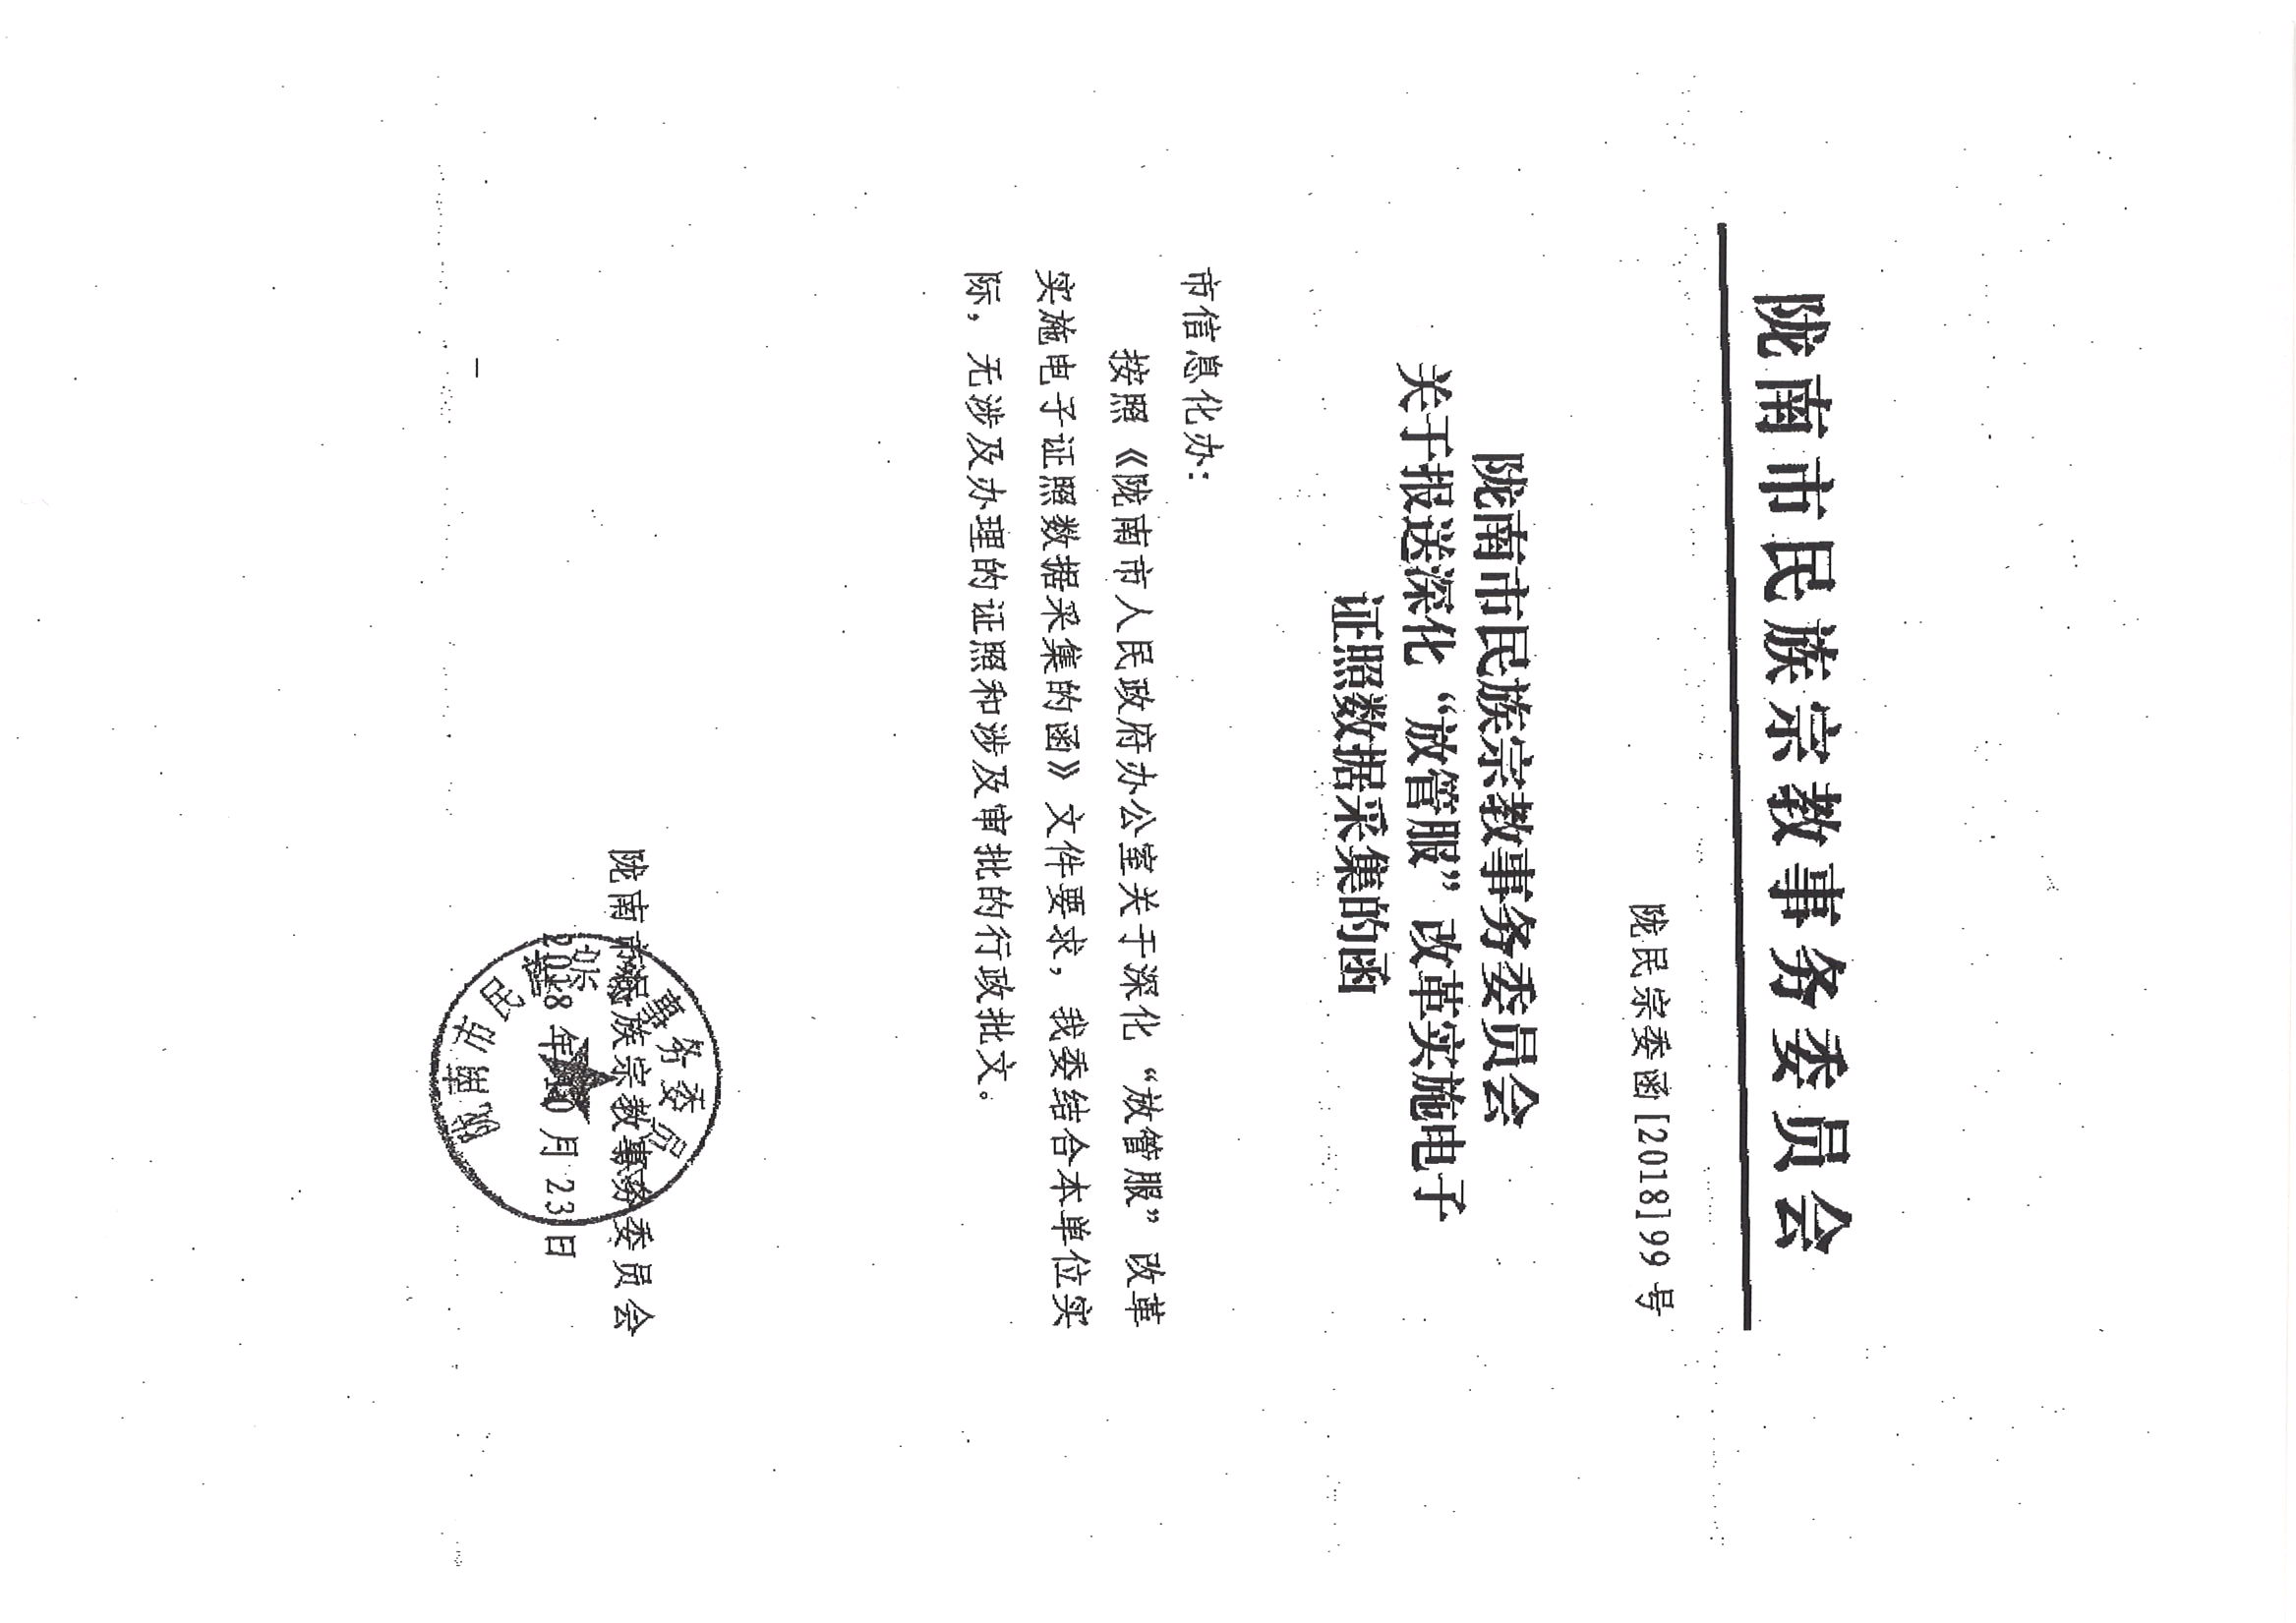 陇南市民族宗教事务委员会
陇民宗委函[2018]99号
陇南市民族宗教事务委员会
关于报送深化“放管服”改革实施电子
证照数据采集的函
市信息化办：
按照《陇南市人民政府办公室关于深化“放管服”改革
实施电子证照数据采集的函》文件要求，我委结合本单位实
际，无涉及办理的证照和涉及审批的行政批文。
陇南市民族宗教事务委员会
2018年10月23日
陇南市民族宗教事务委员会